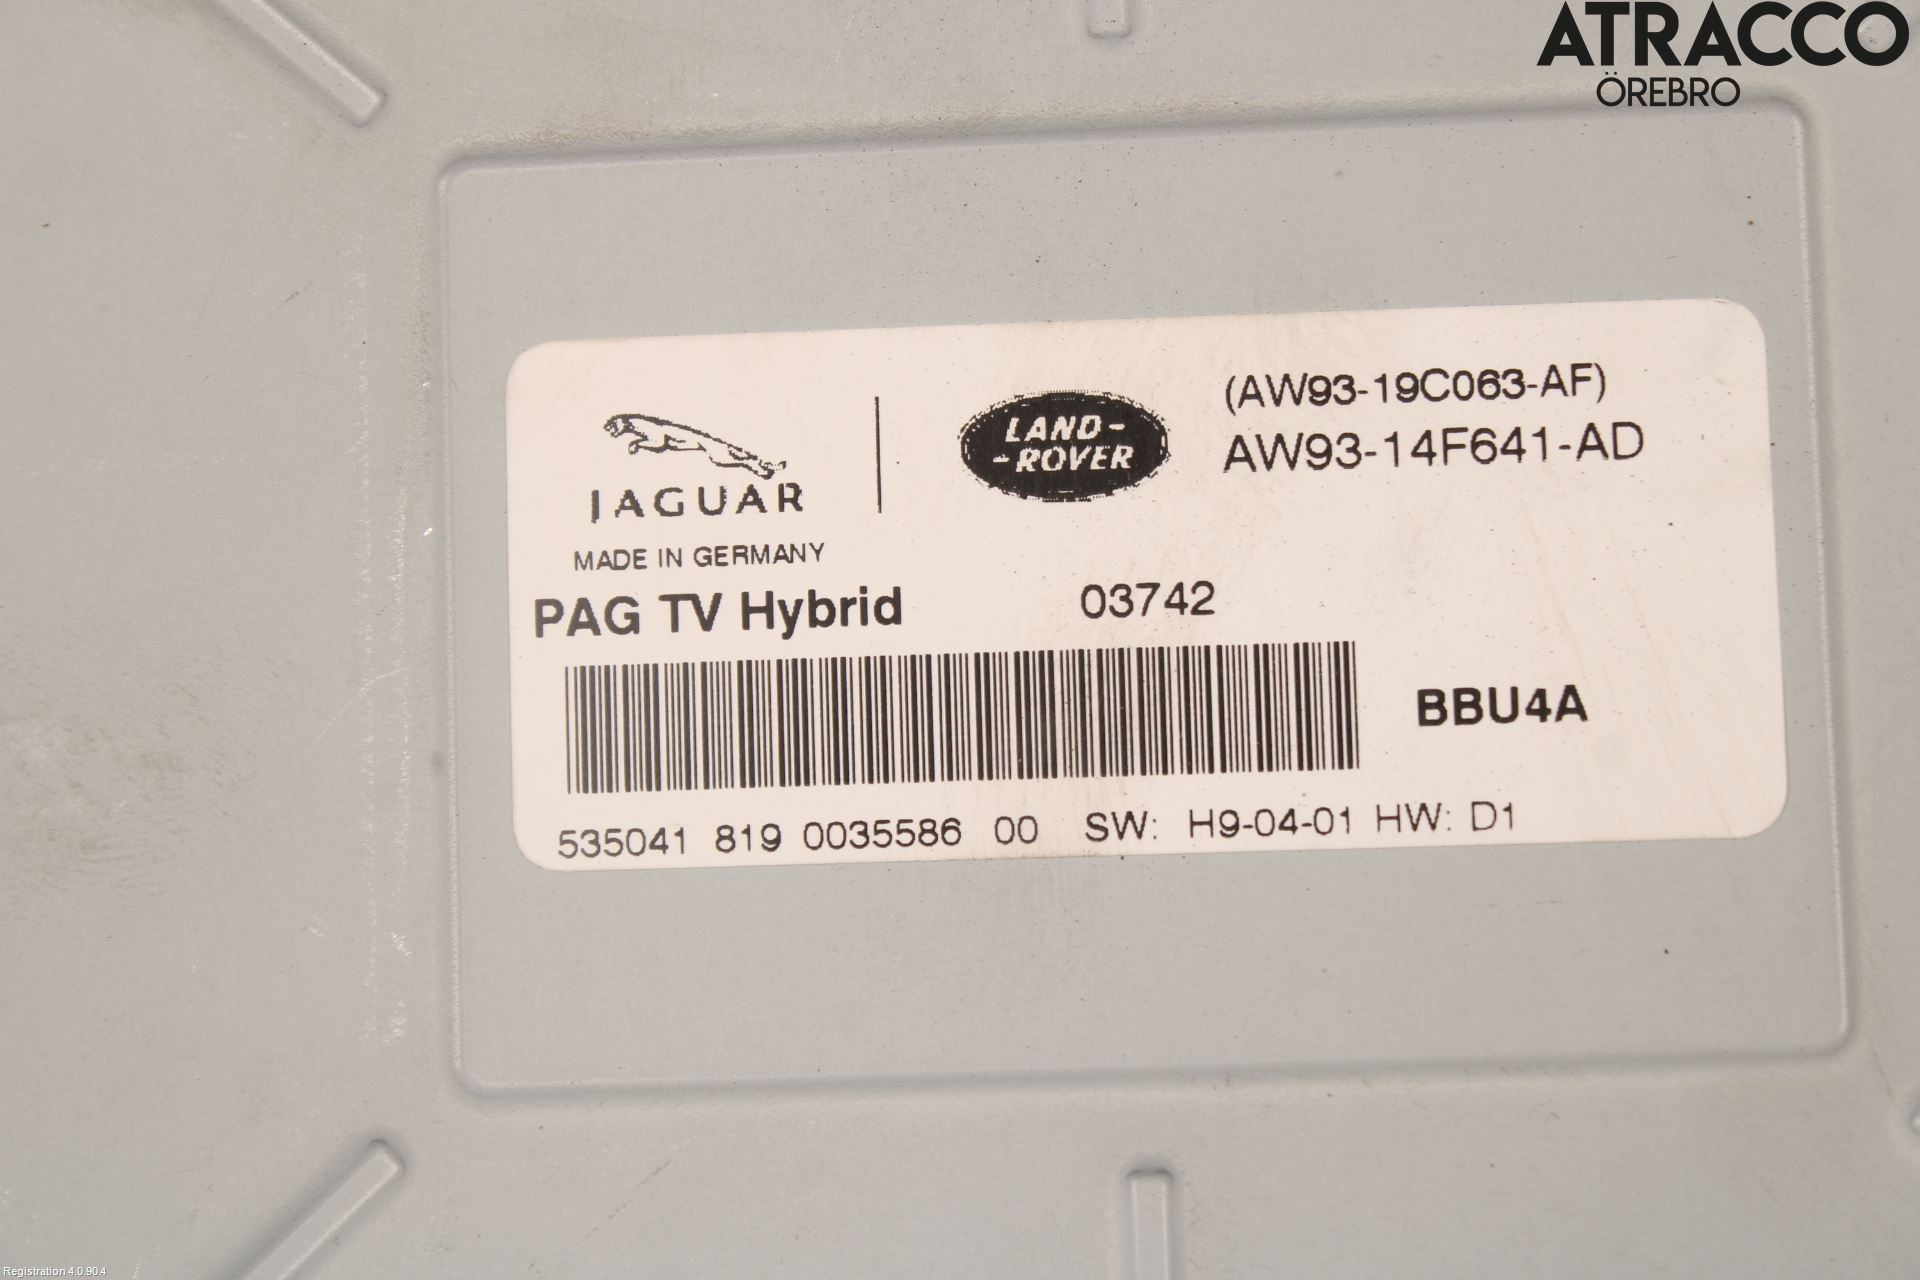 ATRACCO
ÖREBRO
(AW93-19C063-AF)
AW93-14F641-AD
LAND-
-ROVER
JAGUAR
MADE IN GERMANY
PAG TV Hybrid 03742
BBU4A
535041 819 0035586 00 SW: H9-04-01 HW: D1
Registration 4.0.90.4